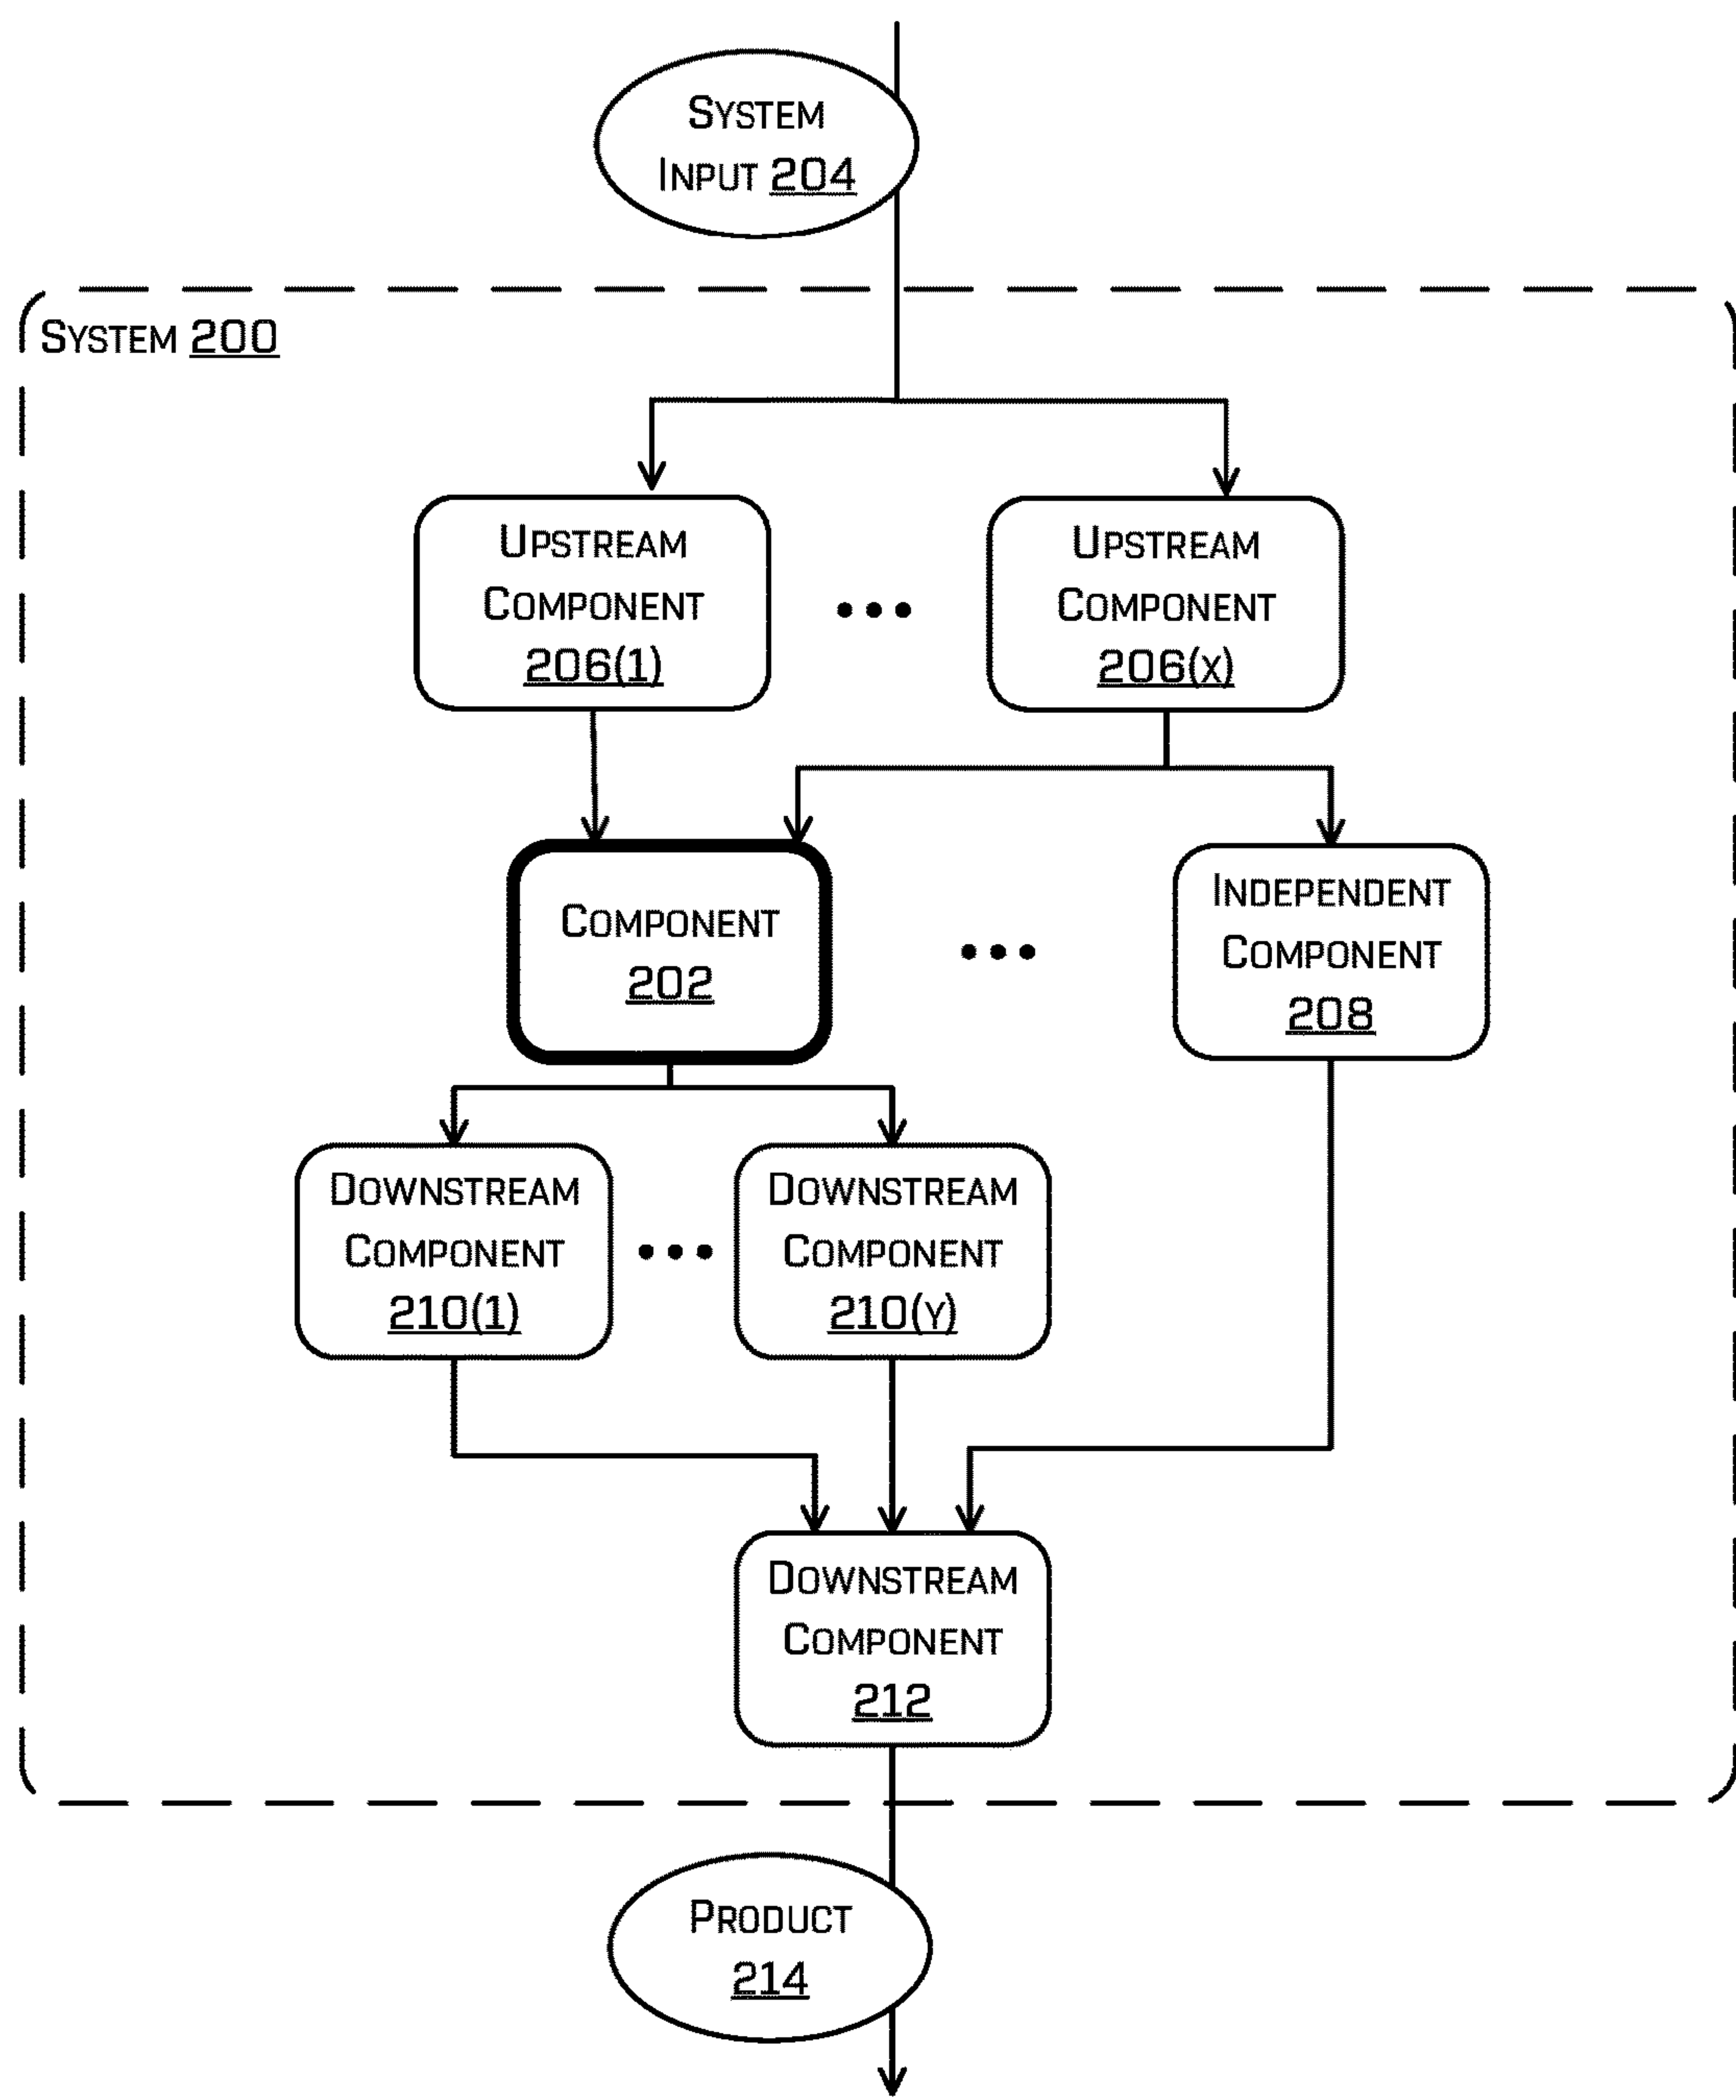 System
Input 204
System 200
Upstream
Component
206(1)
Upstream
Component
206(x)
Component
202
Independent
Component
208
Downstream
Component
210(1)
Downstream
Component
210(y)
Downstream
Component
212
Product
214